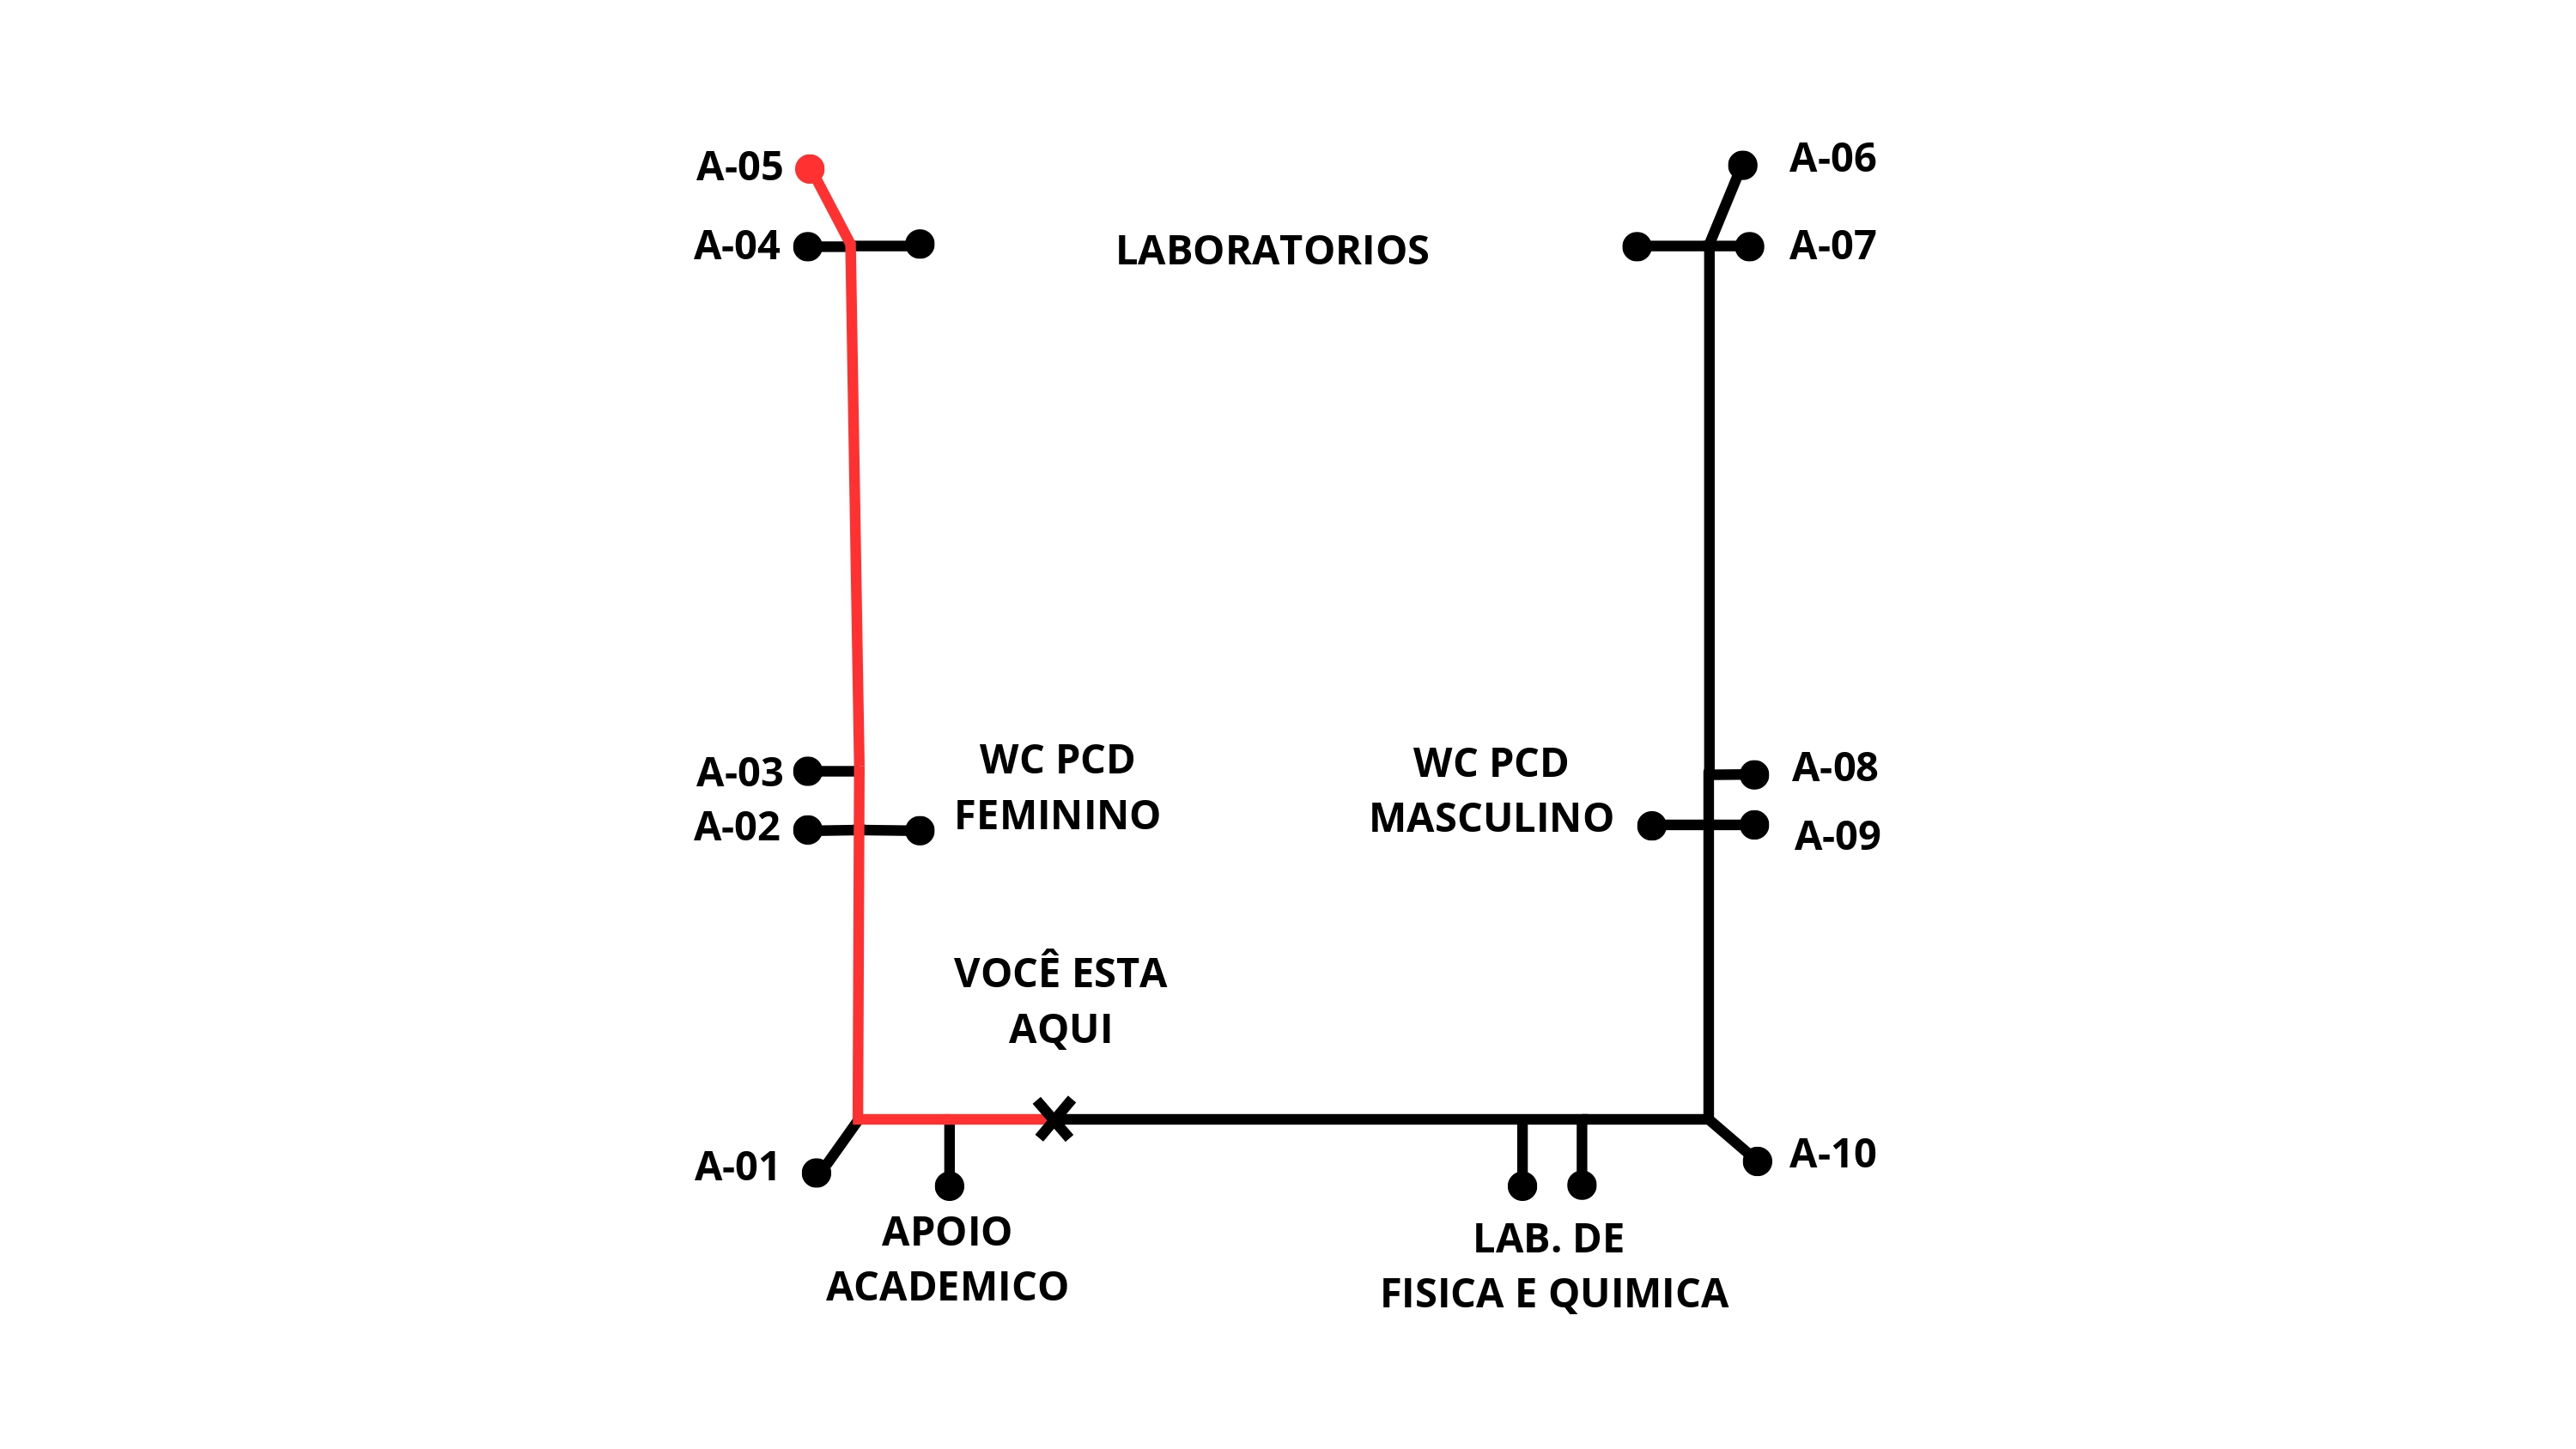 A-05
A-06
A-04
LABORATORIOS
A-07
A-03
WC PCD
FEMININO
WC PCD
MASCULINO
A-08
A-02
A-09
VOCÊ ESTA
AQUI
A-01
A-10
APOIO
ACADEMICO
LAB. DE
FISICA E QUIMICA